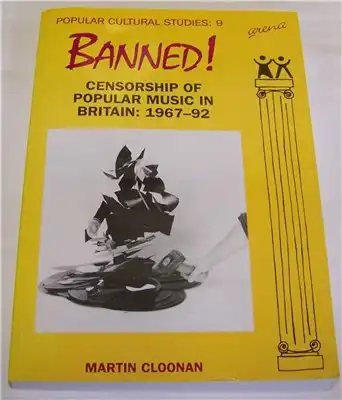 POPULAR CULTURAL STUDIES: 9
arena
BANNED!
CENSORSHIP OF
POPULAR MUSIC IN
BRITAIN: 1967–92
MARTIN CLOONAN